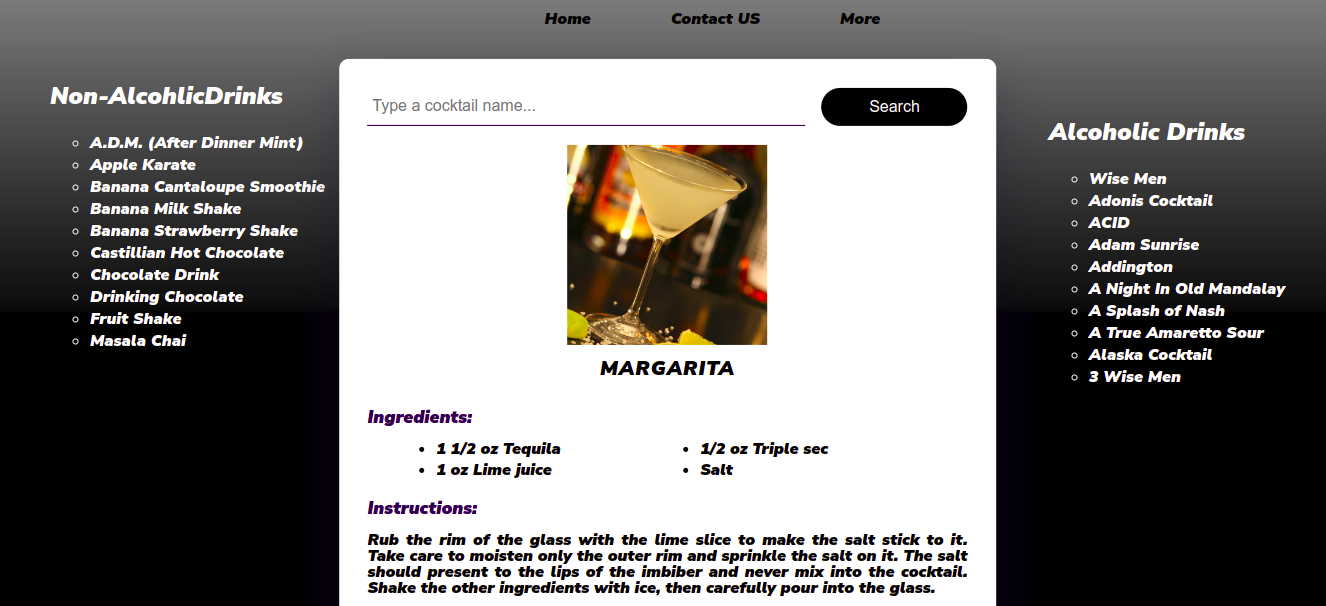 Home Contact US More
Non-AlcohlicDrinks
A.D.M. (After Dinner Mint)
Apple Karate
Banana Cantaloupe Smoothie
Banana Milk Shake
Banana Strawberry Shake
Castillian Hot Chocolate
Chocolate Drink
Drinking Chocolate
Fruit Shake
Masala Chai
Type a cocktail name... Search
MARGARITA
Ingredients:
1 1/2 oz Tequila
1 oz Lime juice
1/2 oz Triple sec
Salt
Instructions:
Rub the rim of the glass with the lime slice to make the salt stick to it.
Take care to moisten only the outer rim and sprinkle the salt on it. The salt
should present to the lips of the imbiber and never mix into the cocktail.
Shake the other ingredients with ice, then carefully pour into the glass.
Alcoholic Drinks
Wise Men
Adonis Cocktail
ACID
Adam Sunrise
Addington
A Night In Old Mandalay
A Splash of Nash
A True Amaretto Sour
Alaska Cocktail
3 Wise Men